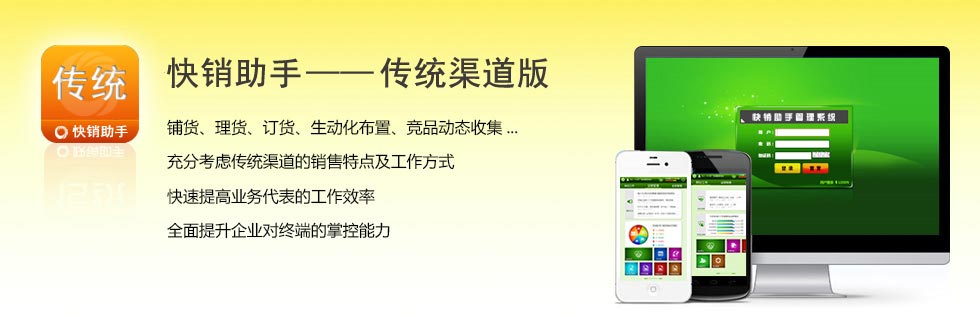 传统
快销助手
快销助手——传统渠道版
铺货、理货、订货、生动化布置、竞品动态收集 ...
充分考虑传统渠道的销售特点及工作方式
快速提高业务代表的工作效率
全面提升企业对终端的掌控能力
快销助手管理系统
登录